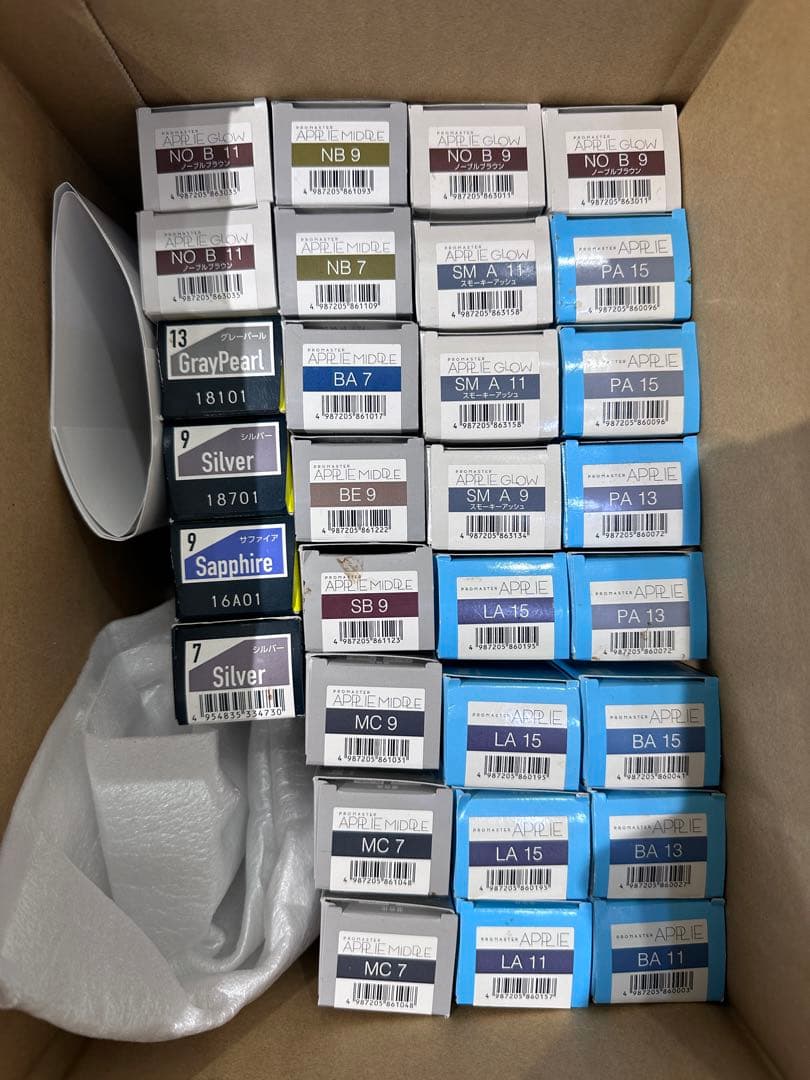 PROMASTER
APPLIE GLOW
NO B 11
ノーブルブラウン
4 987205 863035
PROMASTER
APPLIE MIDDLE
NB 9
4 987205 861093
PROMASTER
APPLIE GLOW
NO B 9
ノーブルブラウン
4 987205 863011
PROMASTER
APPLIE GLOW
NO B 9
ノーブルブラウン
4 987205 863011
PROMASTER
APPLIE GLOW
NO B 11
ノーブルブラウン
4 987205 863035
PROMASTER
APPLIE MIDDLE
NB 7
4 987205 861109
PROMASTER
APPLIE GLOW
SM A 11
スモーキーアッシュ
4 987205 863158
PROMASTER APPLIE
PA 15
4 987205 860096
13
グレーパール
GrayPearl
18101
PROMASTER
APPLIE MIDDLE
BA 7
4 987205 861017
PROMASTER
APPLIE GLOW
SM A 11
スモーキーアッシュ
4 987205 863158
PROMASTER APPLIE
PA 15
4 987205 860096
9
シルバー
Silver
18701
PROMASTER
APPLIE MIDDLE
BE 9
4 987205 861222
PROMASTER
APPLIE GLOW
SM A 9
スモーキーアッシュ
4 987205 863134
PROMASTER APPLIE
PA 13
4 987205 860072
9
サファイア
Sapphire
16A01
PROMASTER
APPLIE MIDDLE
SB 9
4 987205 861123
PROMASTER APPLIE
LA 15
4 987205 860195
PROMASTER APPLIE
PA 13
4 987205 860072
7
シルバー
Silver
4 954835 334730
PROMASTER
APPLIE MIDDLE
MC 9
4 987205 861031
PROMASTER APPLIE
LA 15
4 987205 860195
PROMASTER APPLIE
BA 15
4 987205 860041
PROMASTER
APPLIE MIDDLE
MC 7
4 987205 861048
PROMASTER APPLIE
LA 15
4 987205 860195
PROMASTER APPLIE
BA 13
4 987205 860027
PROMASTER
APPLIE MIDDLE
MC 7
4 987205 861048
PROMASTER APPLIE
LA 11
4 987205 860157
PROMASTER APPLIE
BA 11
4 987205 860003